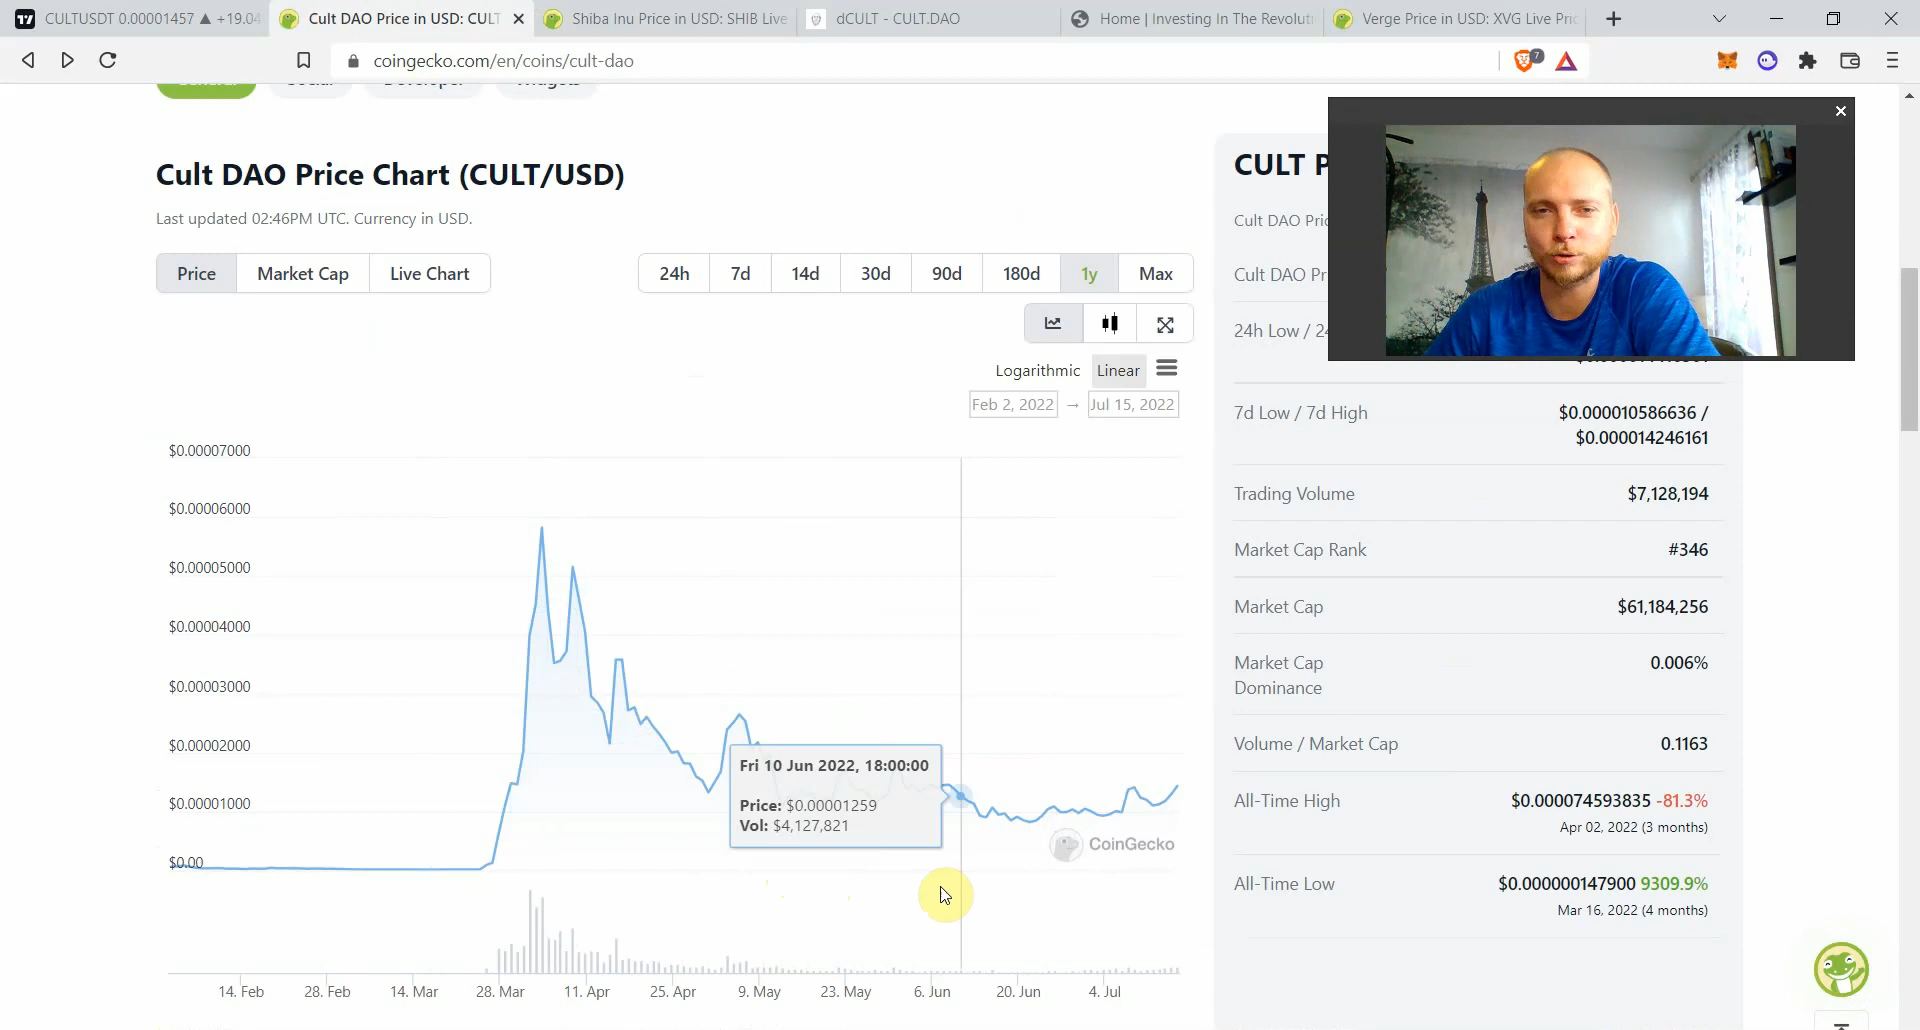 CULTUSDT 0.00001457 ▲ +19.04
Cult DAO Price in USD: CULT
Shiba Inu Price in USD: SHIB Live
dCULT - CULT.DAO
Home | Investing In The Revoluti
Verge Price in USD: XVG Live Pric
coingecko.com/en/coins/cult-dao
7
General
Social
Developer
Widgets
Cult DAO Price Chart (CULT/USD)
Last updated 02:46PM UTC. Currency in USD.
Price
Market Cap
Live Chart
24h
7d
14d
30d
90d
180d
1y
Max
Logarithmic
Linear
Feb 2, 2022 → Jul 15, 2022
$0.00007000
$0.00006000
$0.00005000
$0.00004000
$0.00003000
$0.00002000
$0.00001000
$0.00
Fri 10 Jun 2022, 18:00:00
Price: $0.00001259
Vol: $4,127,821
CoinGecko
14. Feb
28. Feb
14. Mar
28. Mar
11. Apr
25. Apr
9. May
23. May
6. Jun
20. Jun
4. Jul
CULT P
Cult DAO Pric
Cult DAO Pr
24h Low / 24
7d Low / 7d High
$0.000010586636 /
$0.000014246161
Trading Volume
$7,128,194
Market Cap Rank
#346
Market Cap
$61,184,256
Market Cap
Dominance
0.006%
Volume / Market Cap
0.1163
All-Time High
$0.000074593835 -81.3%
Apr 02, 2022 (3 months)
All-Time Low
$0.000000147900 9309.9%
Mar 16, 2022 (4 months)